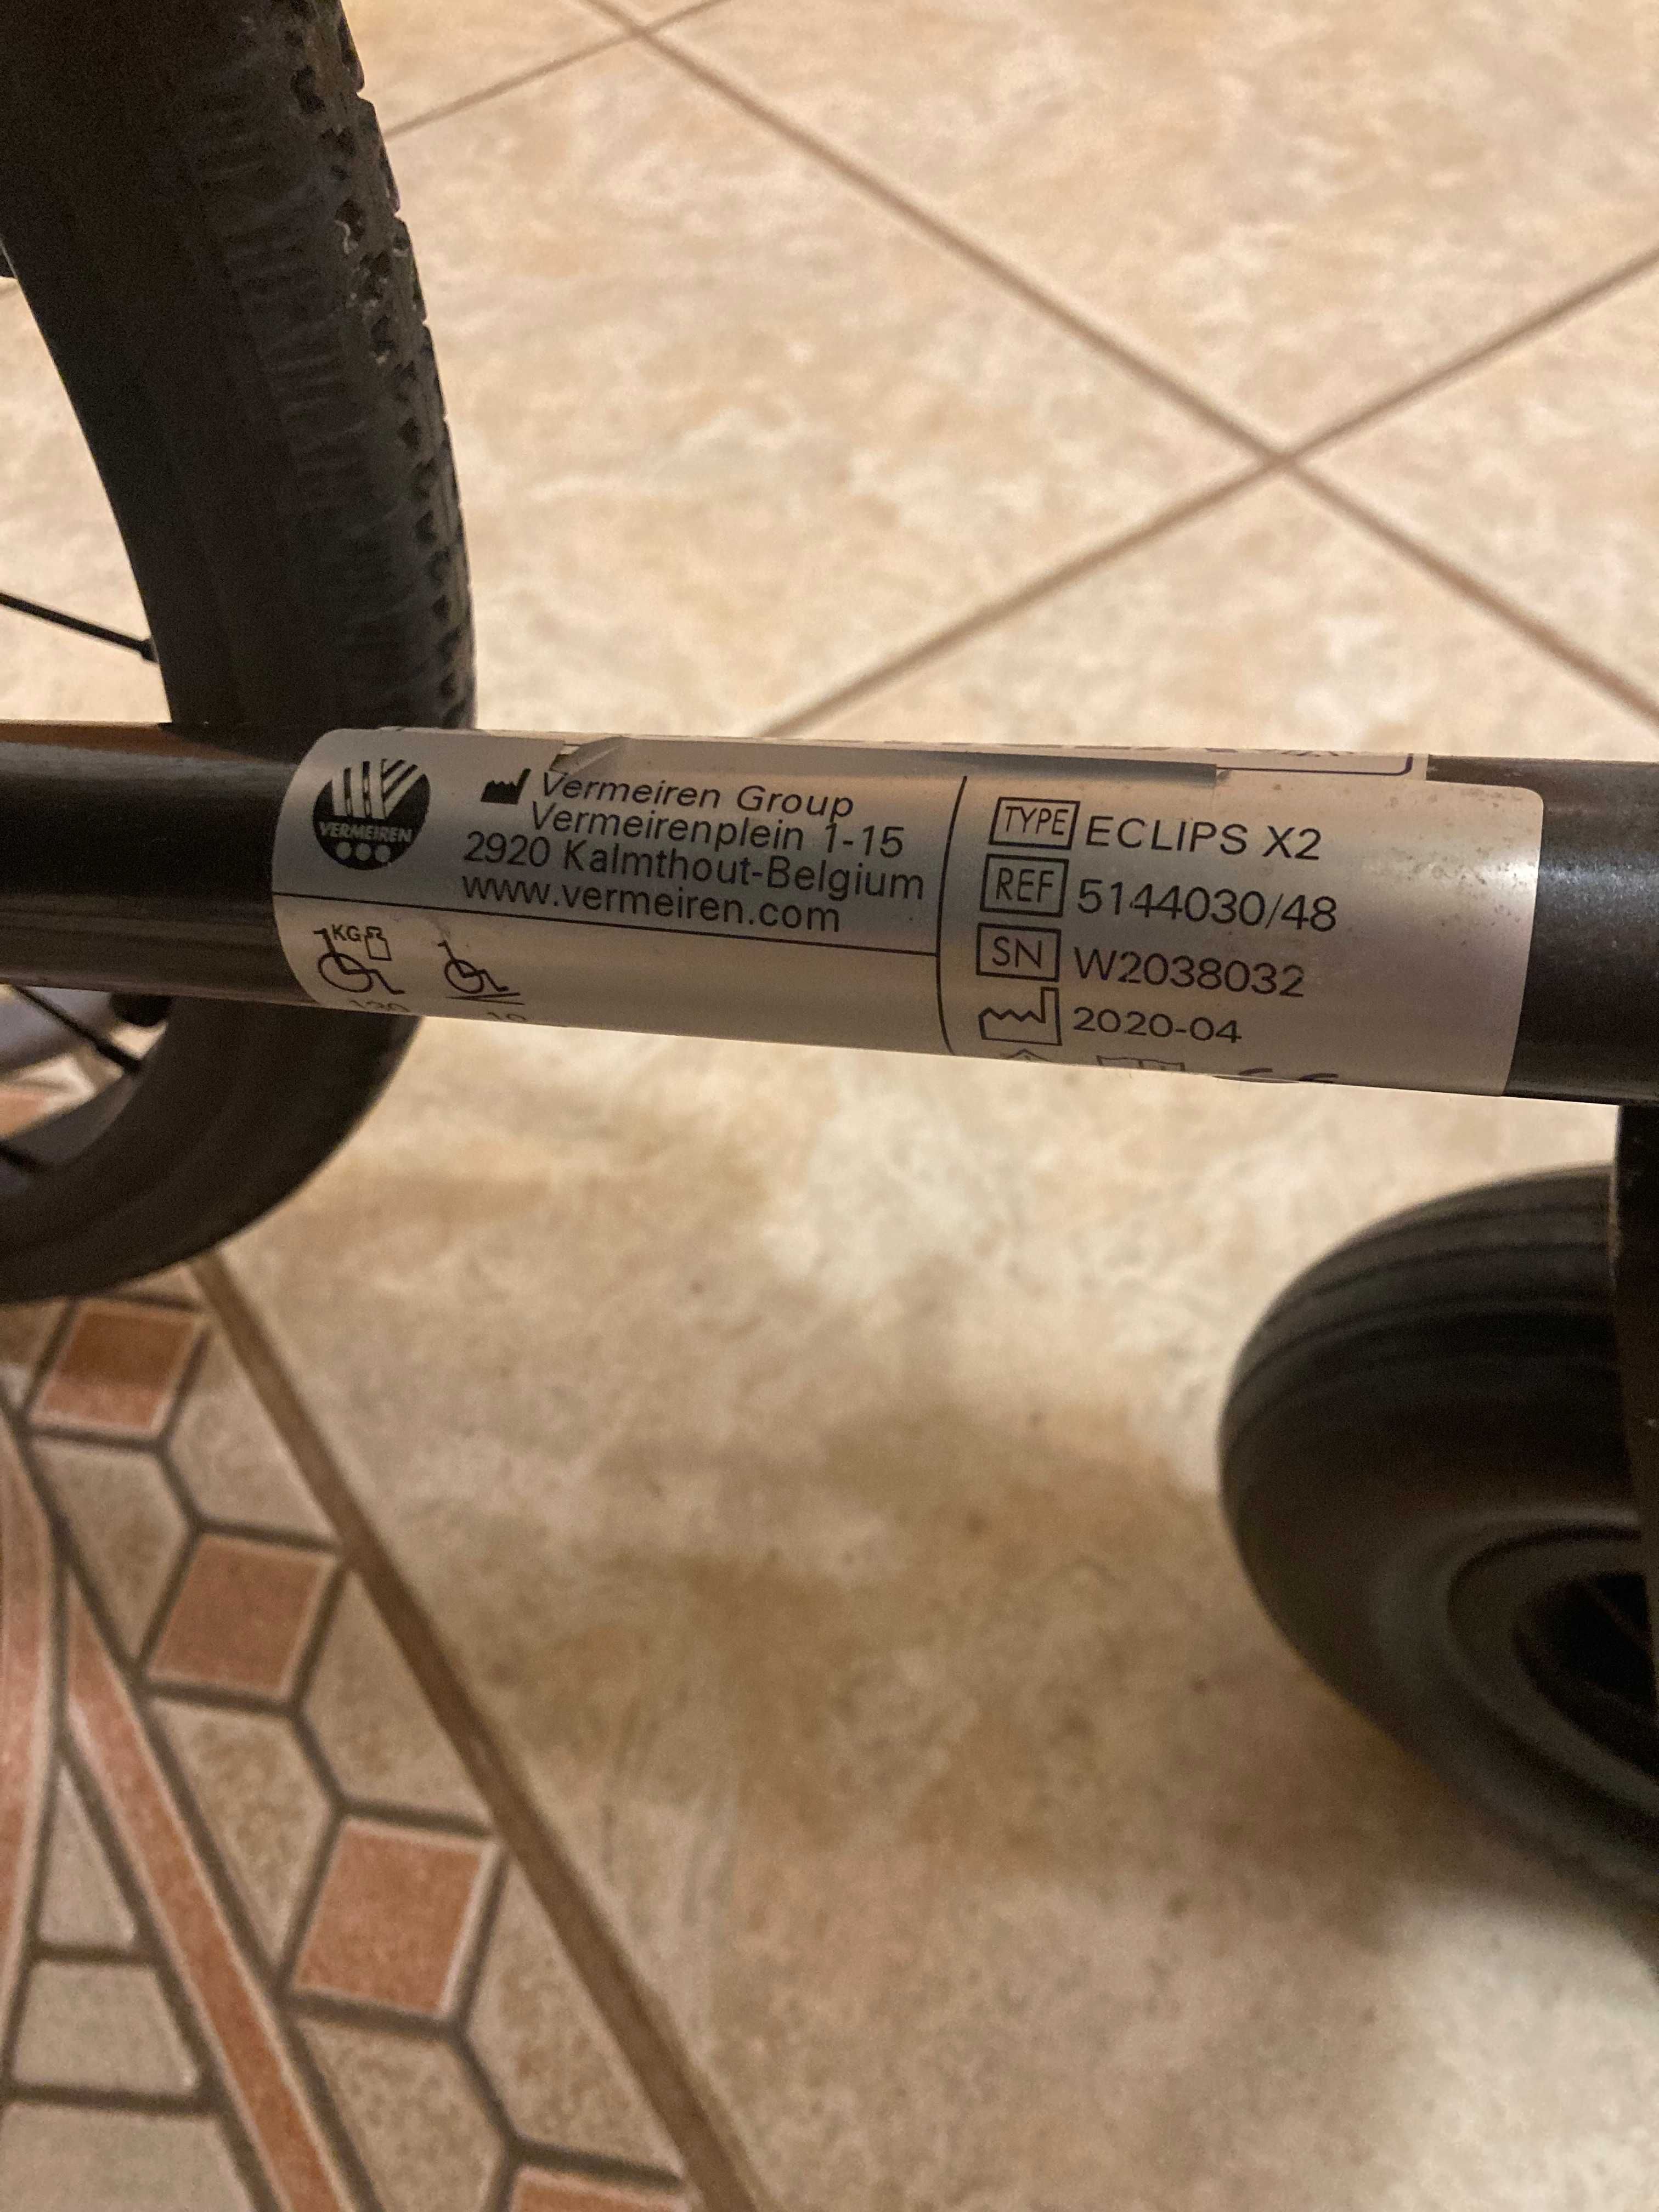 VERMEIREN
Vermeiren Group
Vermeirenplein 1-15
2920 Kalmthout-Belgium
www.vermeiren.com
KG
TYPE ECLIPS X2
REF 5144030/48
SN W2038032
2020-04